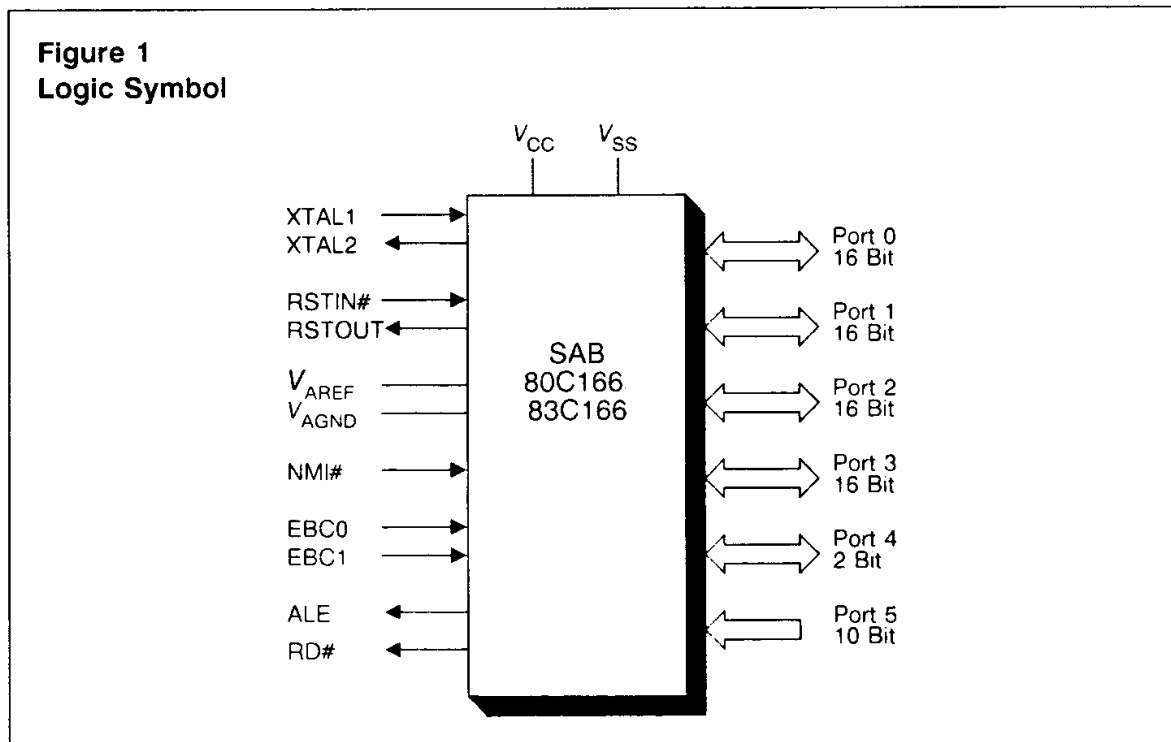 Figure 1
Logic Symbol
VCC
VSS
XTAL1
XTAL2
RSTIN#
RSTOUT
VAREF
VAGND
NMI#
EBC0
EBC1
ALE
RD#
SAB
80C166
83C166
Port 0
16 Bit
Port 1
16 Bit
Port 2
16 Bit
Port 3
16 Bit
Port 4
2 Bit
Port 5
10 Bit